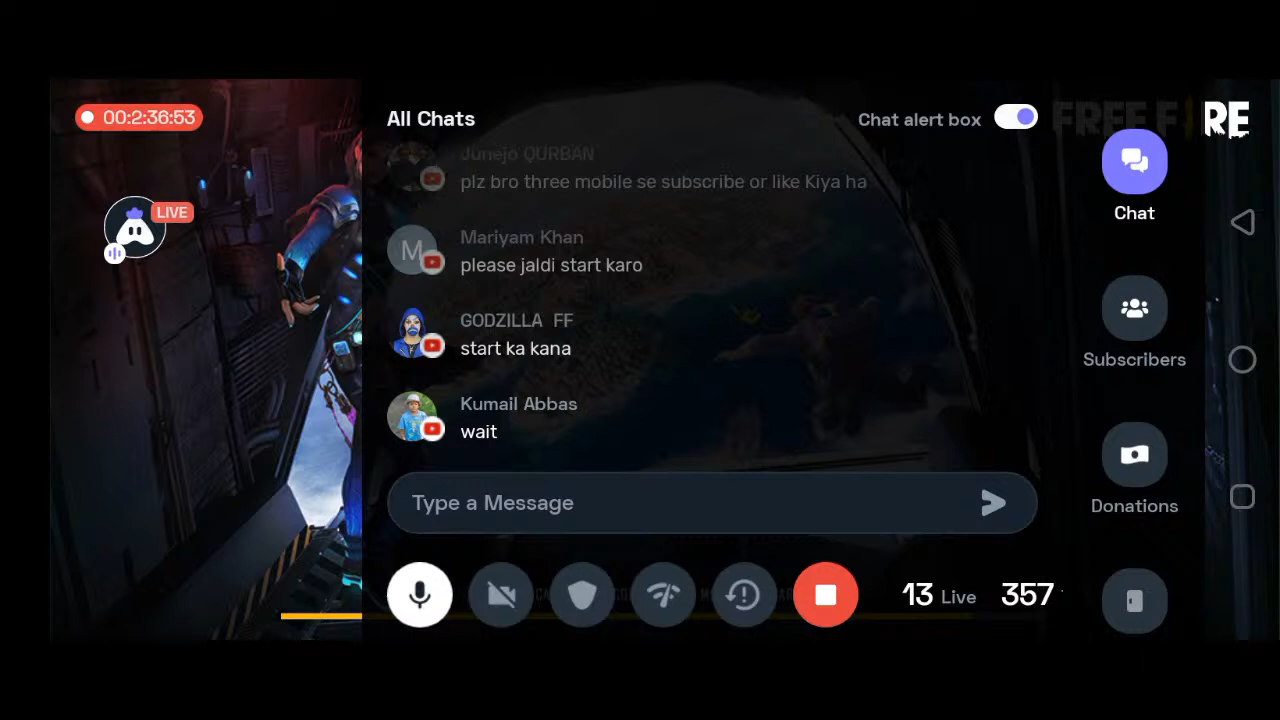 00:2:36:53
All Chats
Chat alert box
FREE FIRE
LIVE
Junejo QURBAN
plz bro three mobile se subscribe or like Kiya ha
Chat
M
Mariyam Khan
please jaldi start karo
GODZILLA FF
start ka kana
Subscribers
Kumail Abbas
wait
Type a Message
Donations
13 Live 357